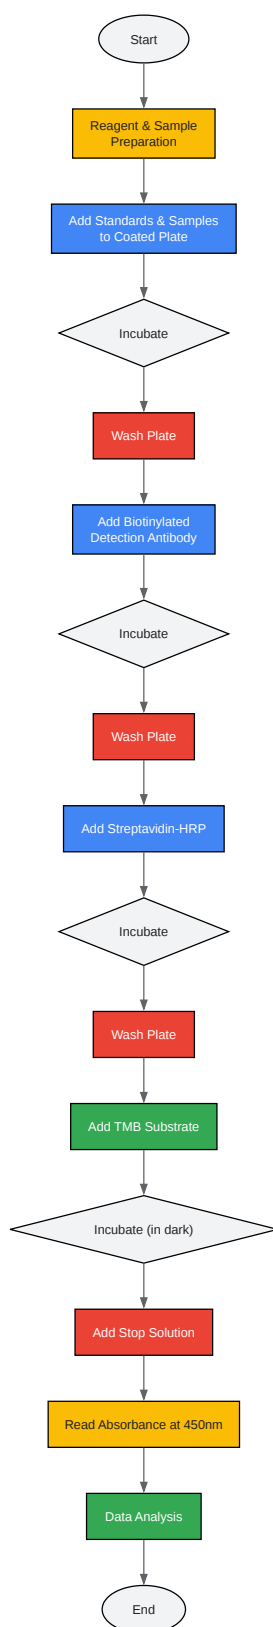 Start
Reagent & Sample
Preparation
Add Standards & Samples
to Coated Plate
Incubate
Wash Plate
Add Biotinylated
Detection Antibody
Incubate
Wash Plate
Add Streptavidin-HRP
Incubate
Wash Plate
Add TMB Substrate
Incubate (in dark)
Add Stop Solution
Read Absorbance at 450nm
Data Analysis
End